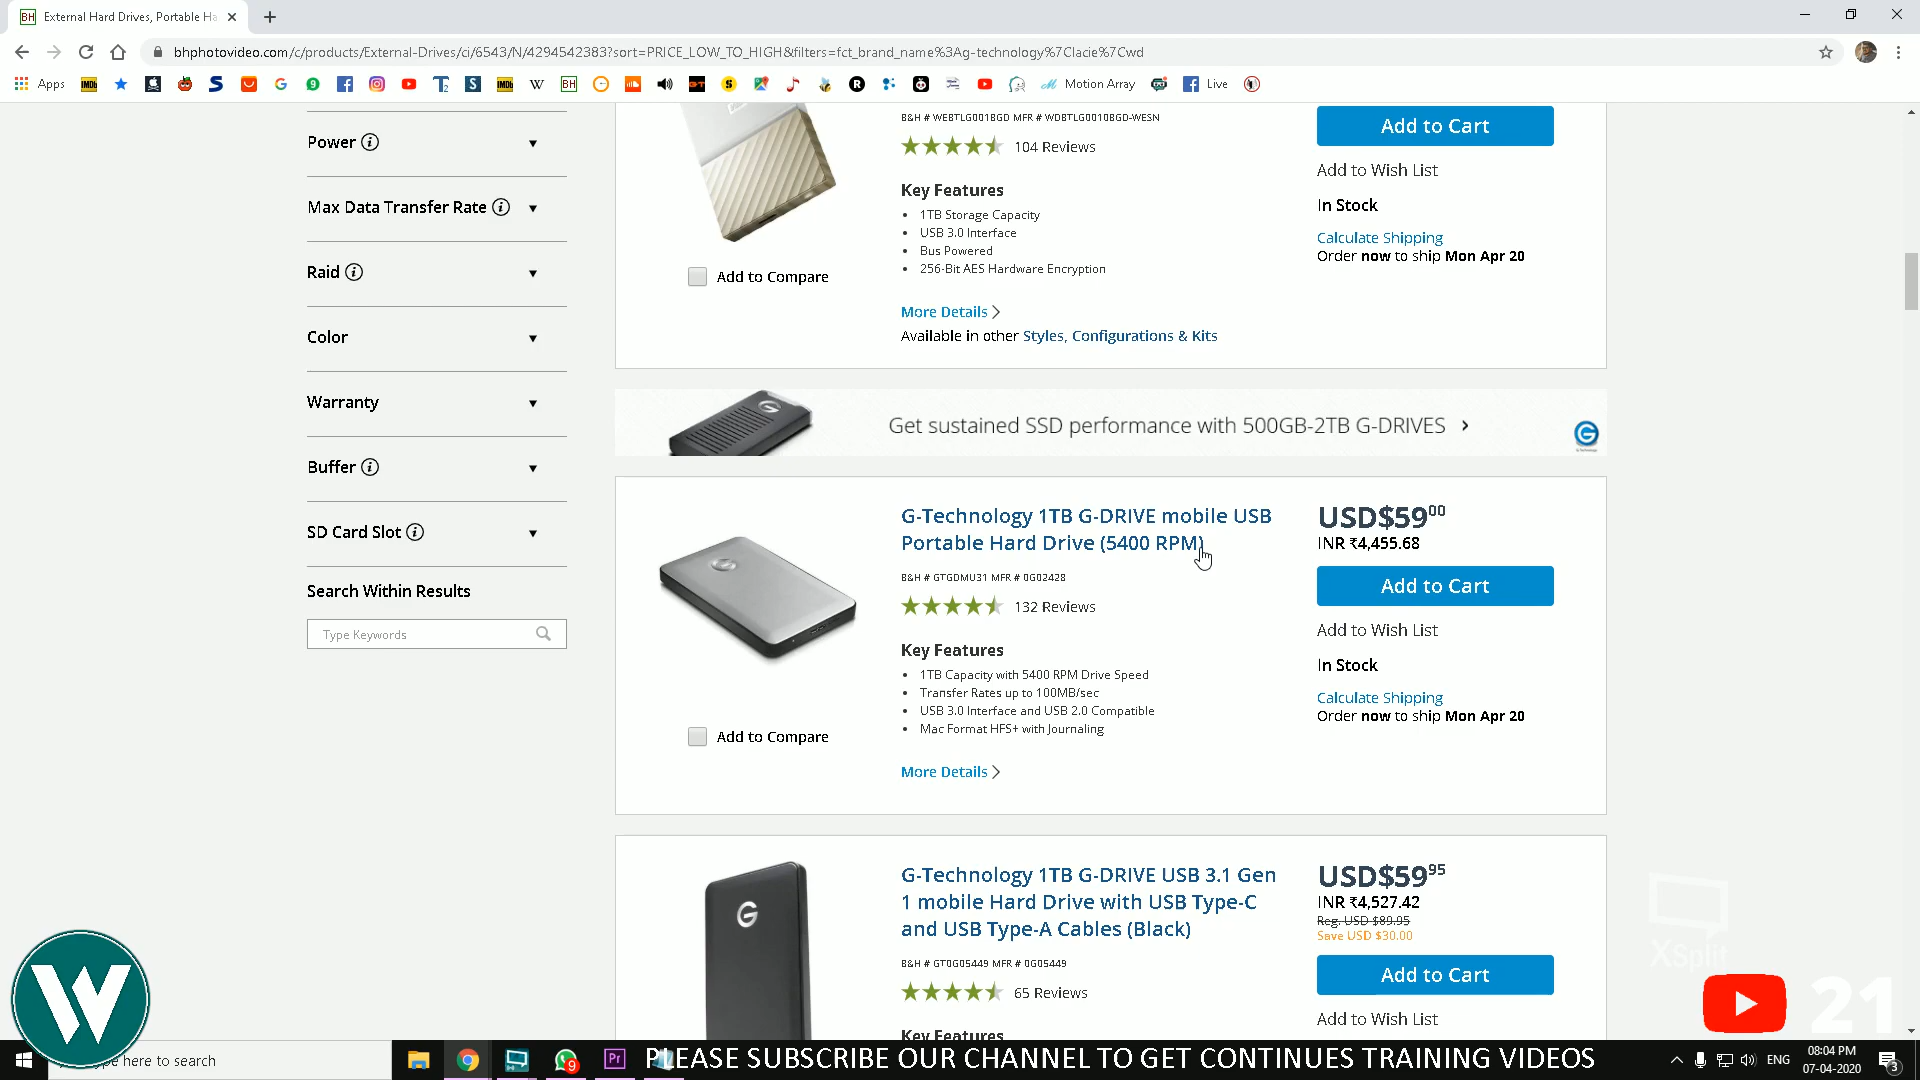 External Hard Drives, Portable Ha
bhphotovideo.com/c/products/External-Drives/ci/6543/N/4294542383?sort=PRICE_LOW_TO_HIGH&filters=fct_brand_name%3Ag-technology%7Clacie%7Cwd
Apps
Motion Array
Live
Power
Max Data Transfer Rate
Raid
Color
Warranty
Buffer
SD Card Slot
Search Within Results
Type Keywords
B&H # WEBTLG001BGD MFR # WDBTLG0010BGD-WESN
104 Reviews
Key Features
1TB Storage Capacity
USB 3.0 Interface
Bus Powered
256-Bit AES Hardware Encryption
Add to Compare
More Details
Available in other Styles, Configurations & Kits
Add to Cart
Add to Wish List
In Stock
Calculate Shipping
Order now to ship Mon Apr 20
Get sustained SSD performance with 500GB-2TB G-DRIVES
G-Technology 1TB G-DRIVE mobile USB
Portable Hard Drive (5400 RPM)
B&H # GTGDMU31 MFR # 0G02428
132 Reviews
Key Features
1TB Capacity with 5400 RPM Drive Speed
Transfer Rates up to 100MB/sec
USB 3.0 Interface and USB 2.0 Compatible
Mac Format HFS+ with Journaling
Add to Compare
More Details
USD$59 00
INR ₹4,455.68
Add to Cart
Add to Wish List
In Stock
Calculate Shipping
Order now to ship Mon Apr 20
G-Technology 1TB G-DRIVE USB 3.1 Gen
1 mobile Hard Drive with USB Type-C
and USB Type-A Cables (Black)
B&H # GT0G05449 MFR # 0G05449
65 Reviews
Key Features
USD$59 95
INR ₹4,527.42
Reg. USD $89.95
Save USD $30.00
Add to Cart
Add to Wish List
XSplit
21
W
here to search
PLEASE SUBSCRIBE OUR CHANNEL TO GET CONTINUES TRAINING VIDEOS
ENG
08:04 PM
07-04-2020